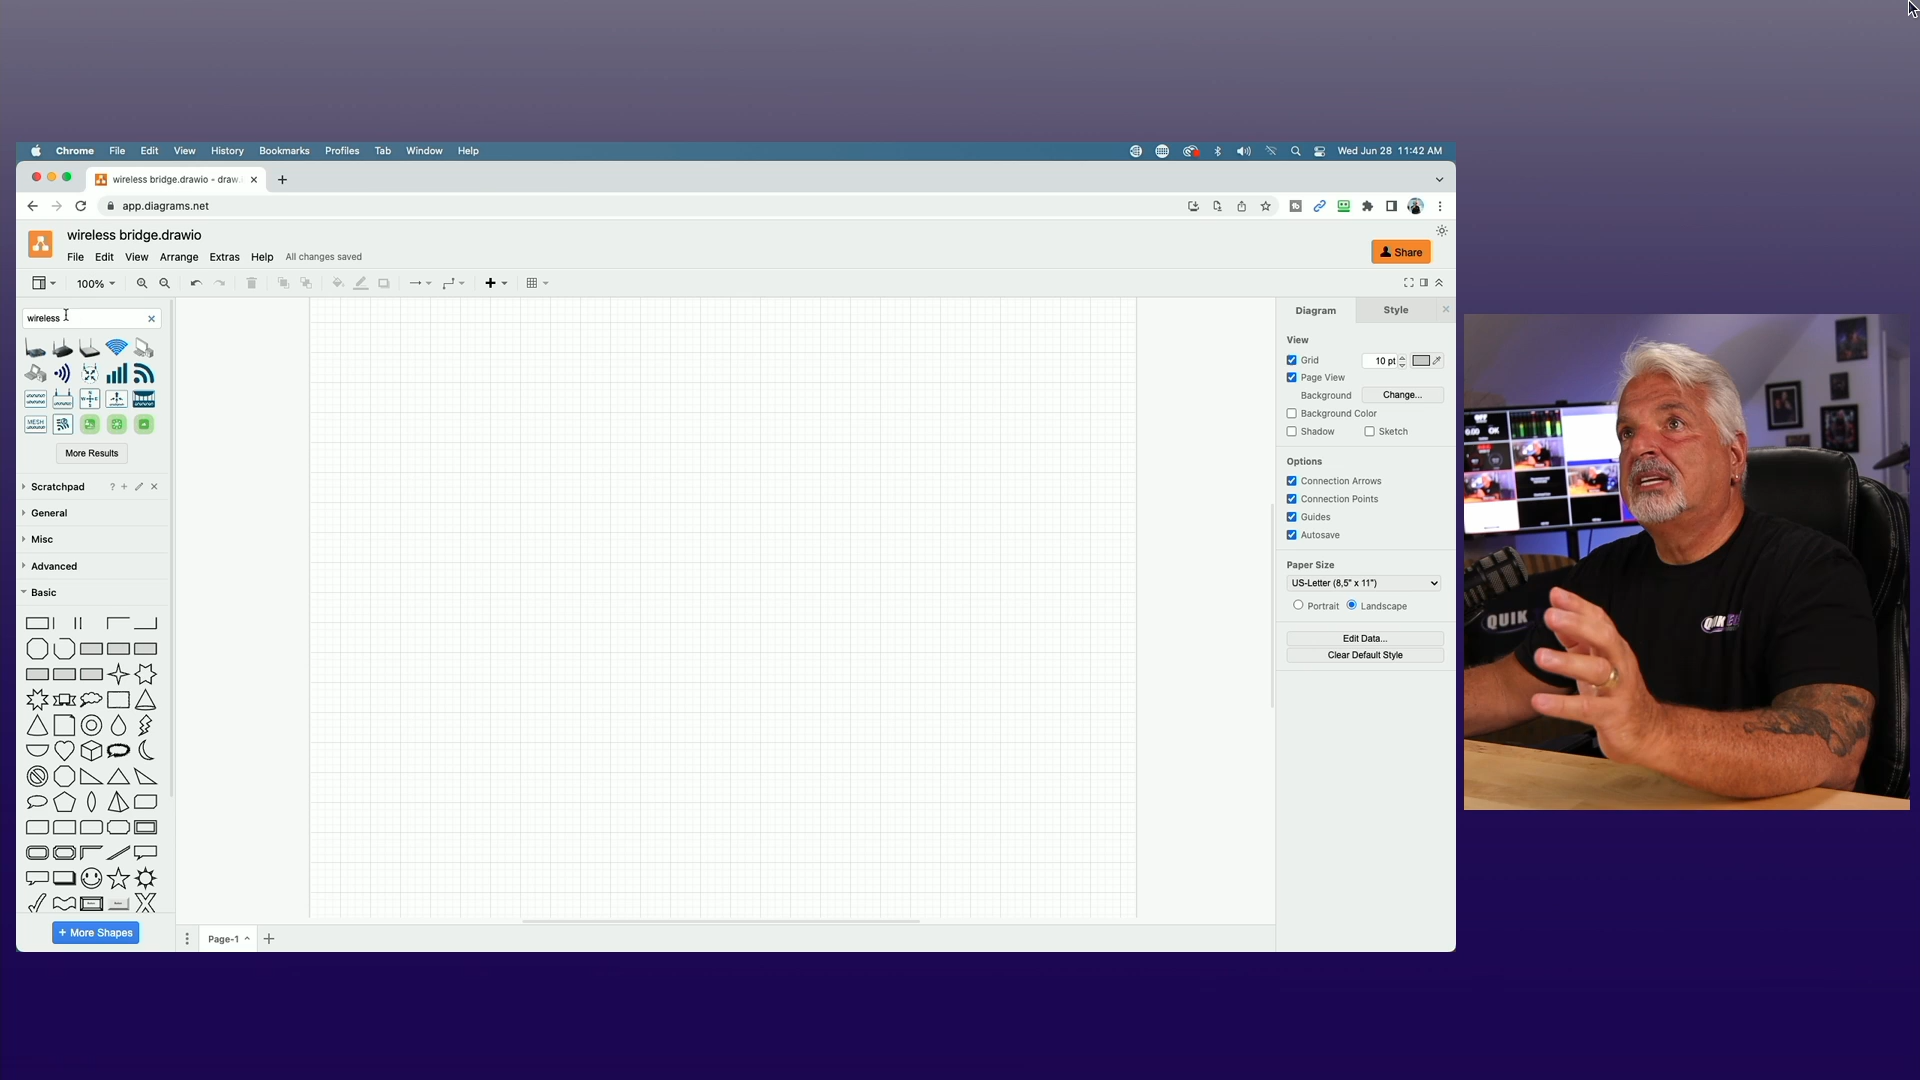 Chrome File Edit View History Bookmarks Profiles Tab Window Help Wed Jun 28 11:42 AM
wireless bridge.drawio - draw.
app.diagrams.net
wireless bridge.drawio
File Edit View Arrange Extras Help All changes saved
Share
100%
wireless
MESH
More Results
Scratchpad ? +
General
Misc
Advanced
Basic
+ More Shapes
Page-1
Diagram Style
View
Grid 10 pt
Page View
Background Change...
Background Color
Shadow Sketch
Options
Connection Arrows
Connection Points
Guides
Autosave
Paper Size
US-Letter (8,5" x 11")
Portrait Landscape
Edit Data...
Clear Default Style
QUIK